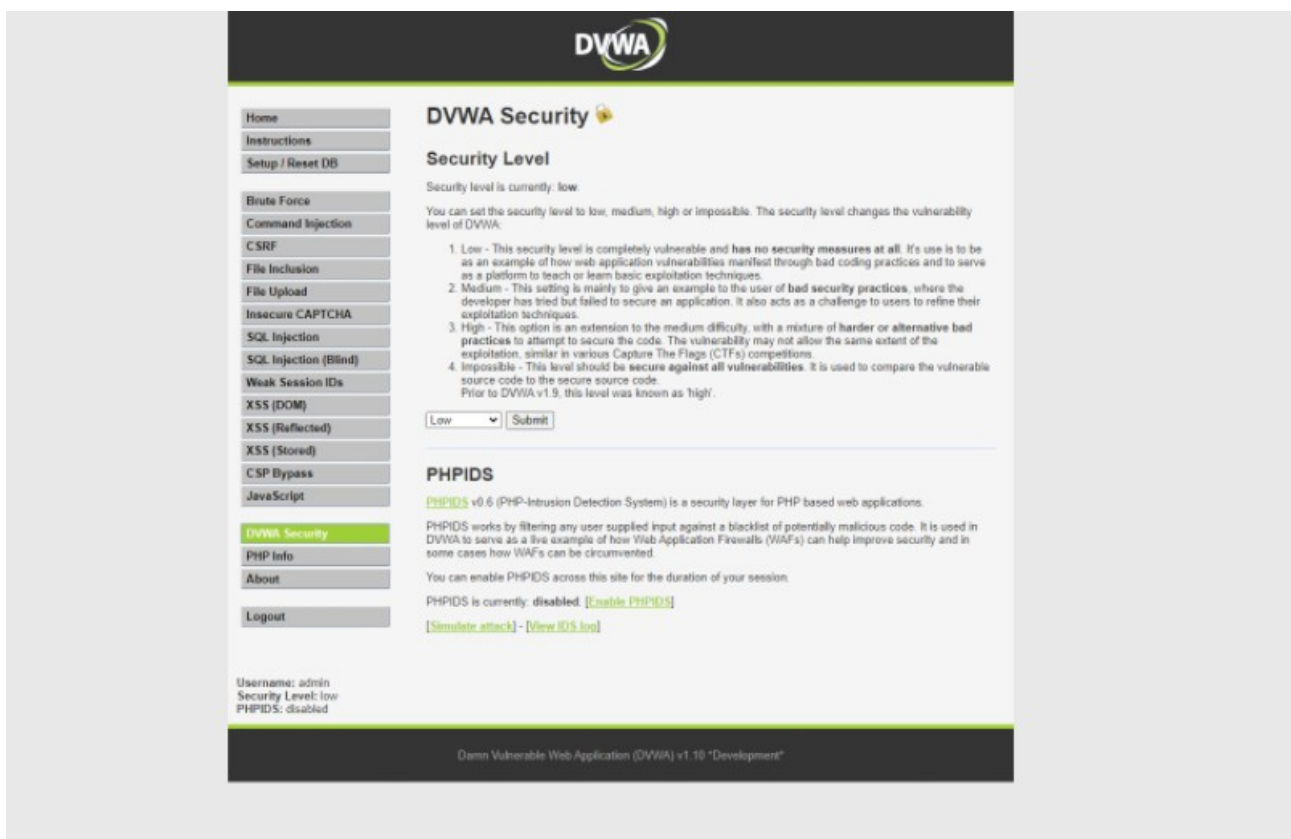 DVWA
Home
Instructions
Setup / Reset DB
Brute Force
Command Injection
CSRF
File Inclusion
File Upload
Insecure CAPTCHA
SQL Injection
SQL Injection (Blind)
Weak Session IDs
XSS (DOM)
XSS (Reflected)
XSS (Stored)
CSP Bypass
JavaScript
DVWA Security
PHP Info
About
Logout
DVWA Security
Security Level
Security level is currently: low.
You can set the security level to low, medium, high or impossible. The security level changes the vulnerability
level of DVWA:
1. Low - This security level is completely vulnerable and has no security measures at all. It's use is to be
as an example of how web application vulnerabilities manifest through bad coding practices and to serve
as a platform to teach or learn basic exploitation techniques.
2. Medium - This setting is mainly to give an example to the user of bad security practices, where the
developer has tried but failed to secure an application. It also acts as a challenge to users to refine their
exploitation techniques.
3. High - This option is an extension to the medium difficulty, with a mixture of harder or alternative bad
practices to attempt to secure the code. The vulnerability may not allow the same extent of the
exploitation, similar in various Capture The Flags (CTFs) competitions.
4. Impossible - This level should be secure against all vulnerabilities. It is used to compare the vulnerable
source code to the secure source code.
Prior to DVWA v1.9, this level was known as 'high'.
Low Submit
PHPIDS
PHPIDS v0.6 (PHP-Intrusion Detection System) is a security layer for PHP based web applications.
PHPIDS works by filtering any user supplied input against a blacklist of potentially malicious code. It is used in
DVWA to serve as a live example of how Web Application Firewalls (WAFs) can help improve security and in
some cases how WAFs can be circumvented.
You can enable PHPIDS across this site for the duration of your session.
PHPIDS is currently: disabled. [Enable PHPIDS]
[Simulate attack] - [View IDS log]
Username: admin
Security Level: low
PHPIDS: disabled
Damn Vulnerable Web Application (DVWA) v1.10 *Development*